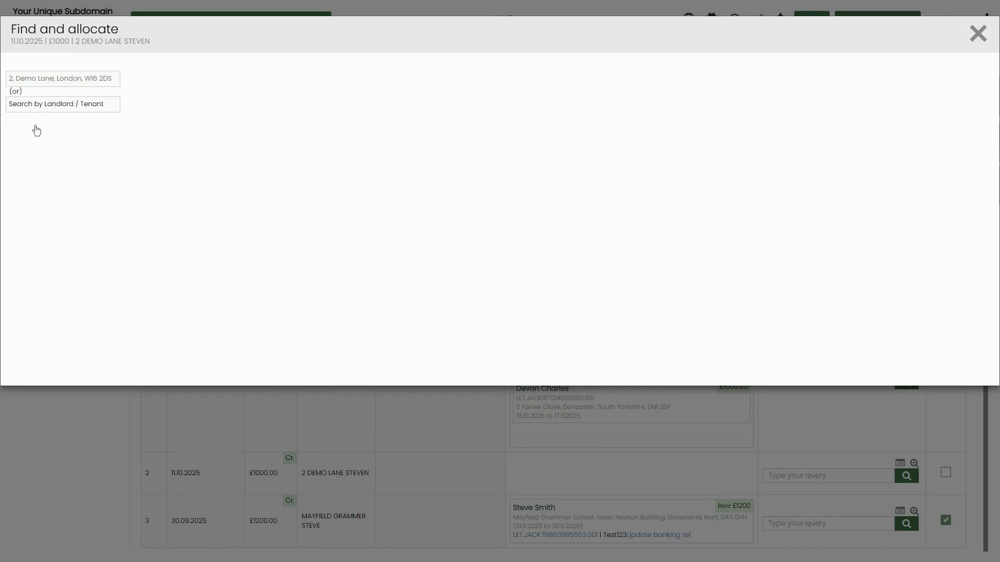 Your Unique Subdomain
Find and allocate
11.10.2025 | £1000 | 2 DEMO LANE STEVEN
2, Demo Lane, London, W16 2DS
(or)
Search by Landlord / Tenant
Devon Charles
£1000.00
LET.JACK167124609560.001
5 Farrier Close, Doncaster, South Yorkshire, DN1 2DF
18.10.2025 to 17.11.2025
Cr.
2
11.10.2025
£1000.00
2 DEMO LANE STEVEN
Type your query
Cr.
3
30.09.2025
£1200.00
MAYFIELD GRAMMER
STEVE
Steve Smith
Rent £1200
Mayfield Grammar School, Isaac Newton Building, Gravesend, Kent, DA11 0HN
(01.11.2025 to 30.11.2025)
LET.JACK78863995553.001 | Test123Update banking ref
Type your query